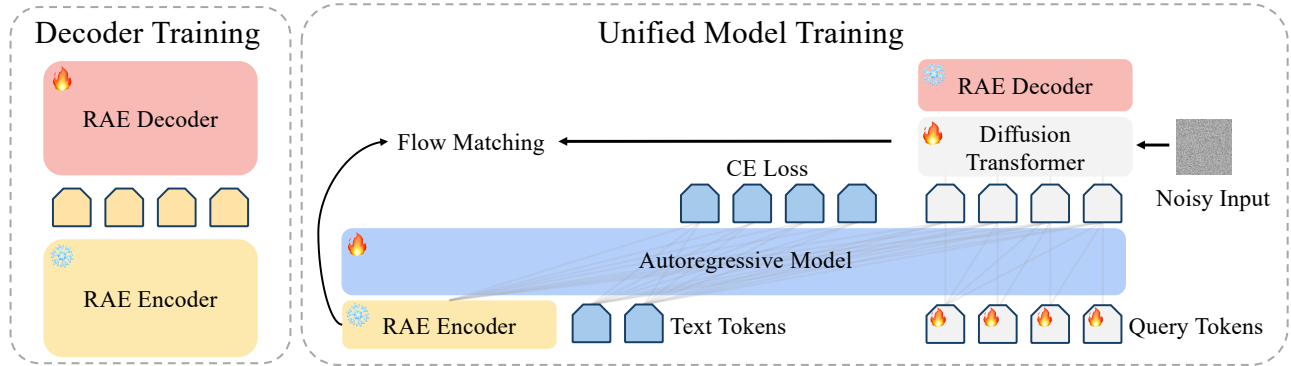 Decoder Training
RAE Decoder
RAE Encoder
Unified Model Training
RAE Decoder
Diffusion
Transformer
Flow Matching
CE Loss
Noisy Input
Autoregressive Model
RAE Encoder
Text Tokens
Query Tokens